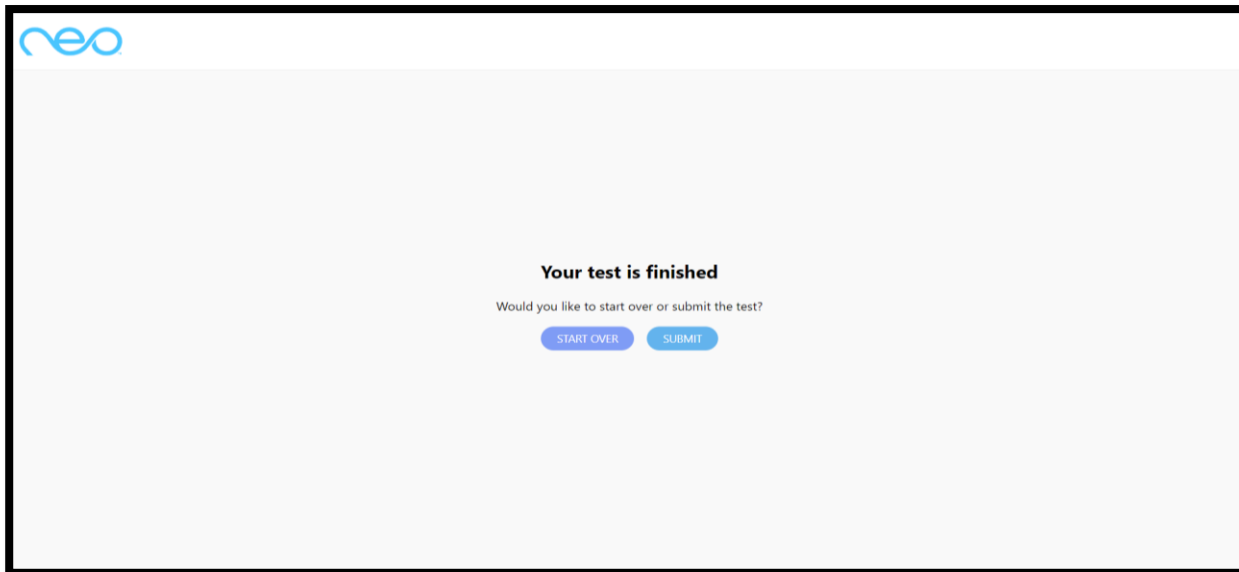 neo
Your test is finished
Would you like to start over or submit the test?
START OVER SUBMIT